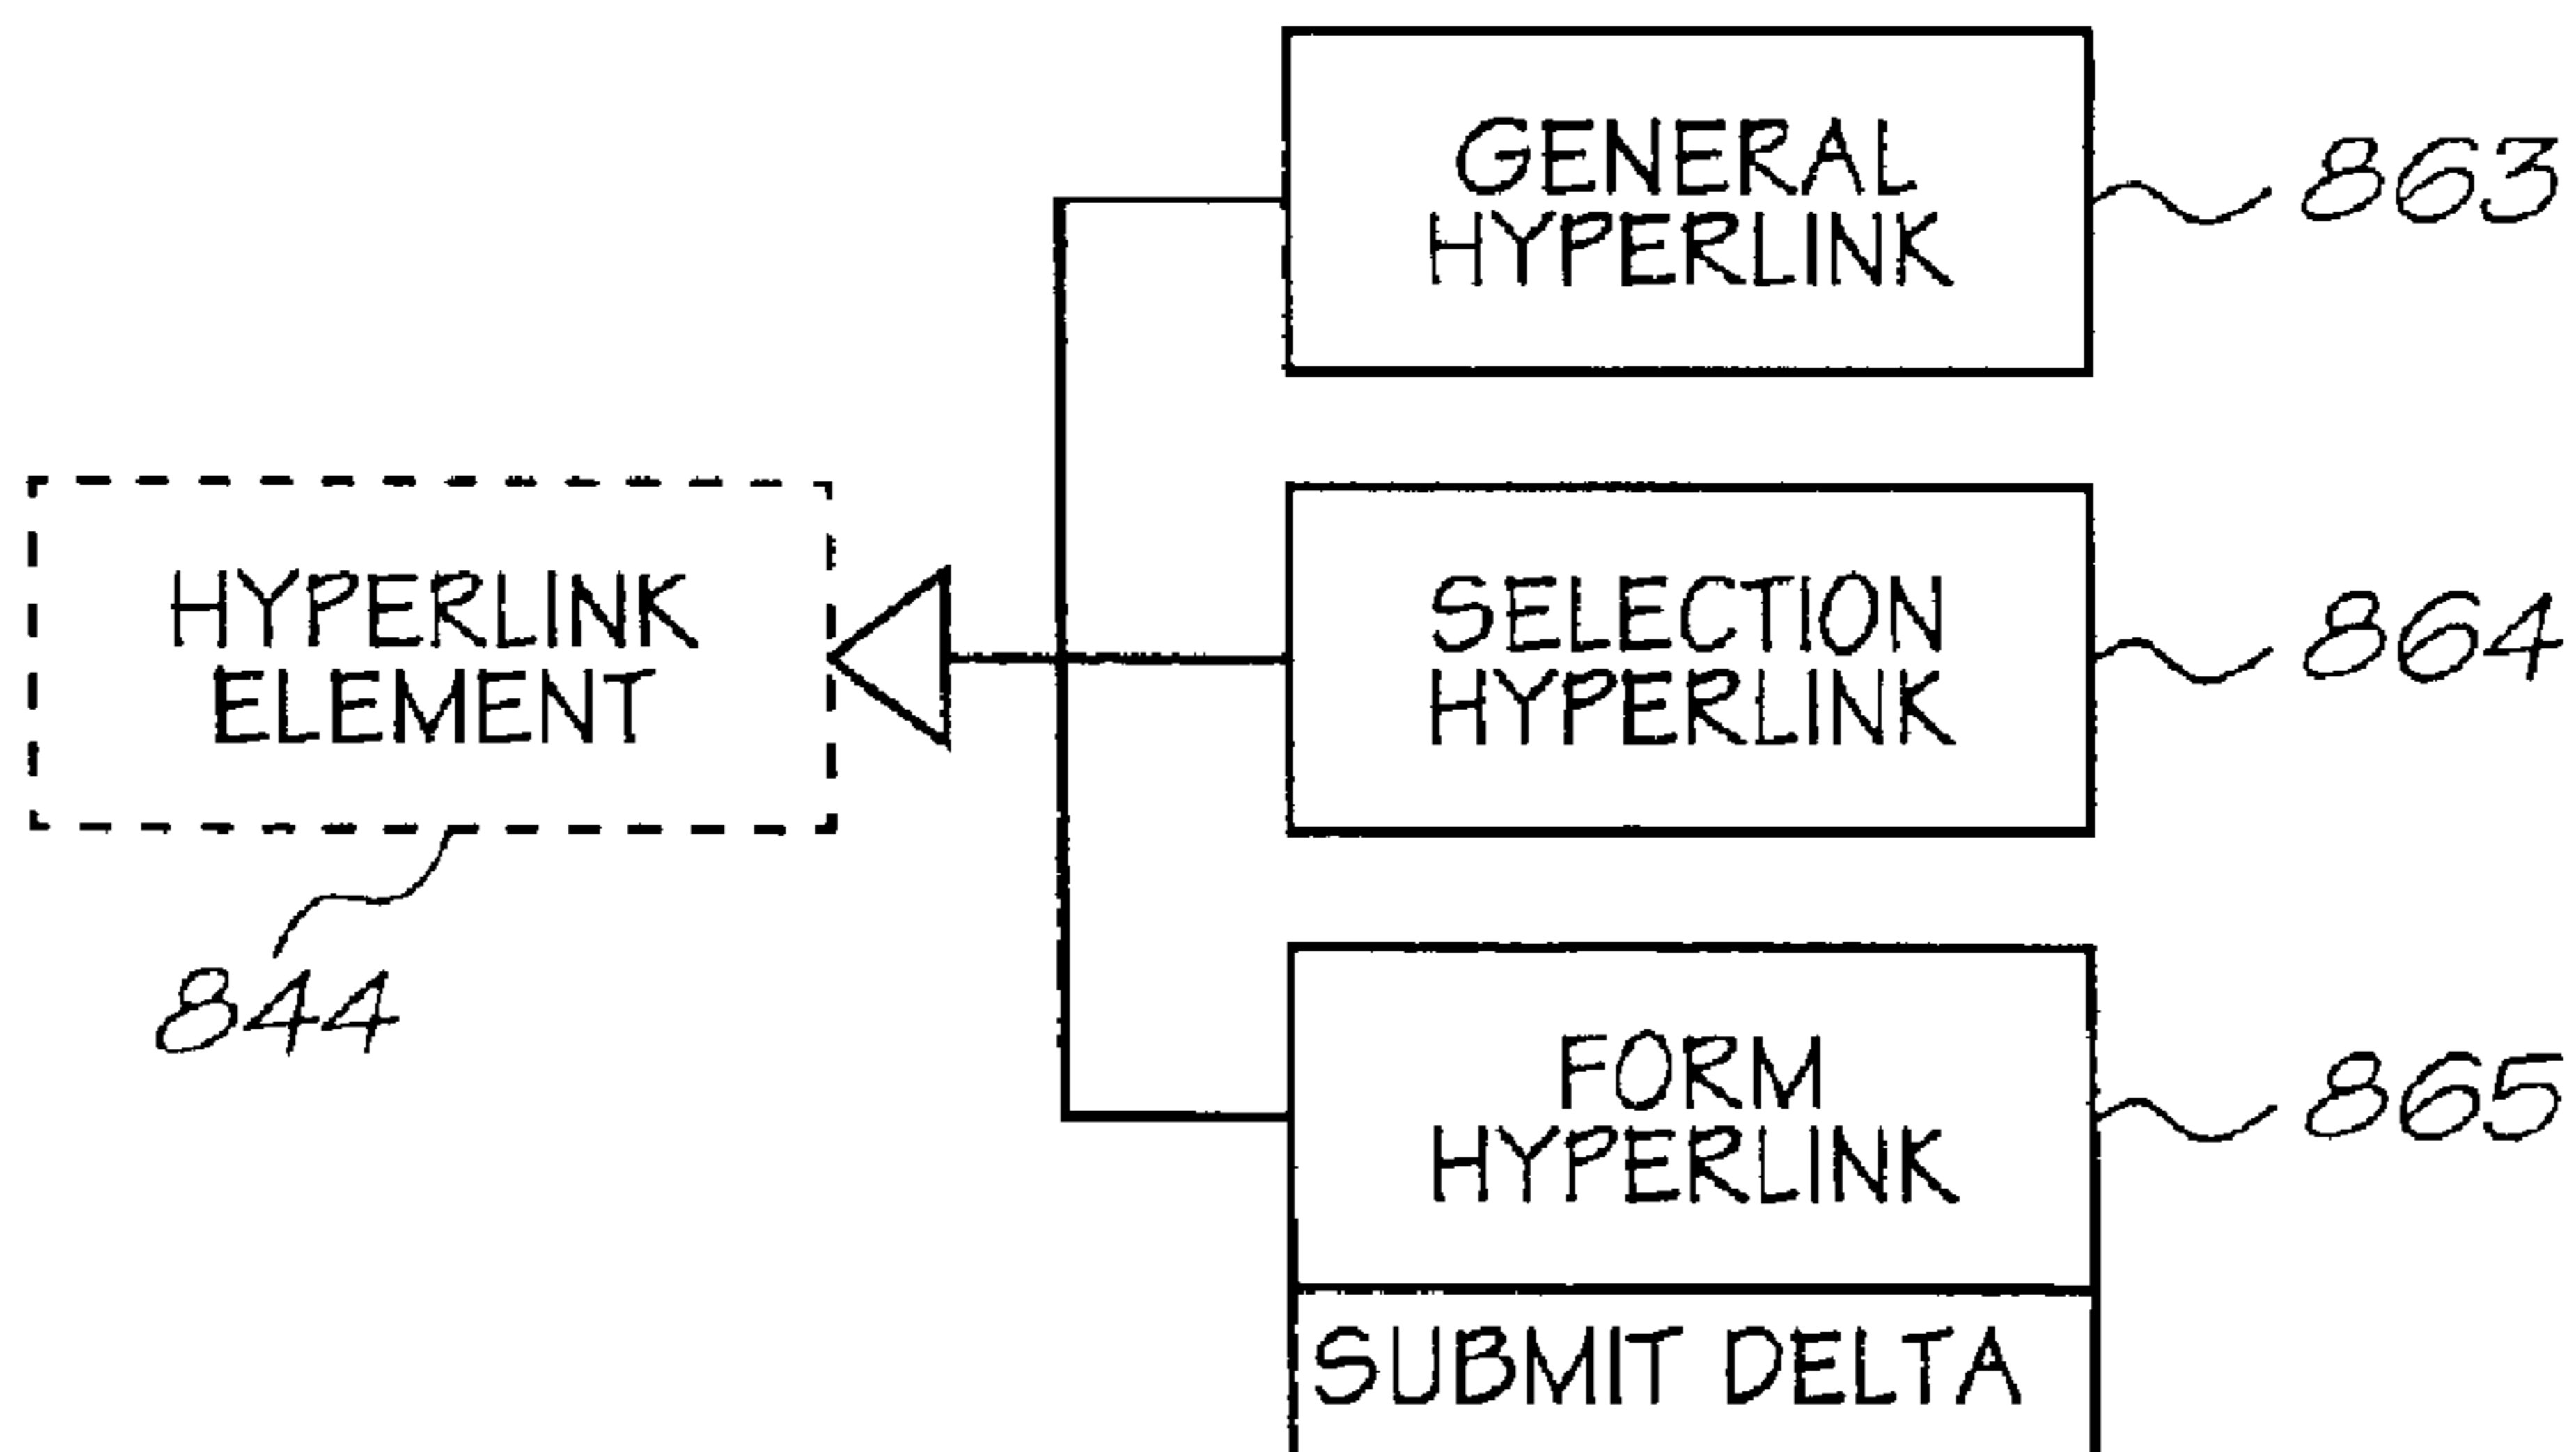 GENERAL
HYPERLINK
863
HYPERLINK
ELEMENT
844
SELECTION
HYPERLINK
864
FORM
HYPERLINK
865
SUBMIT DELTA